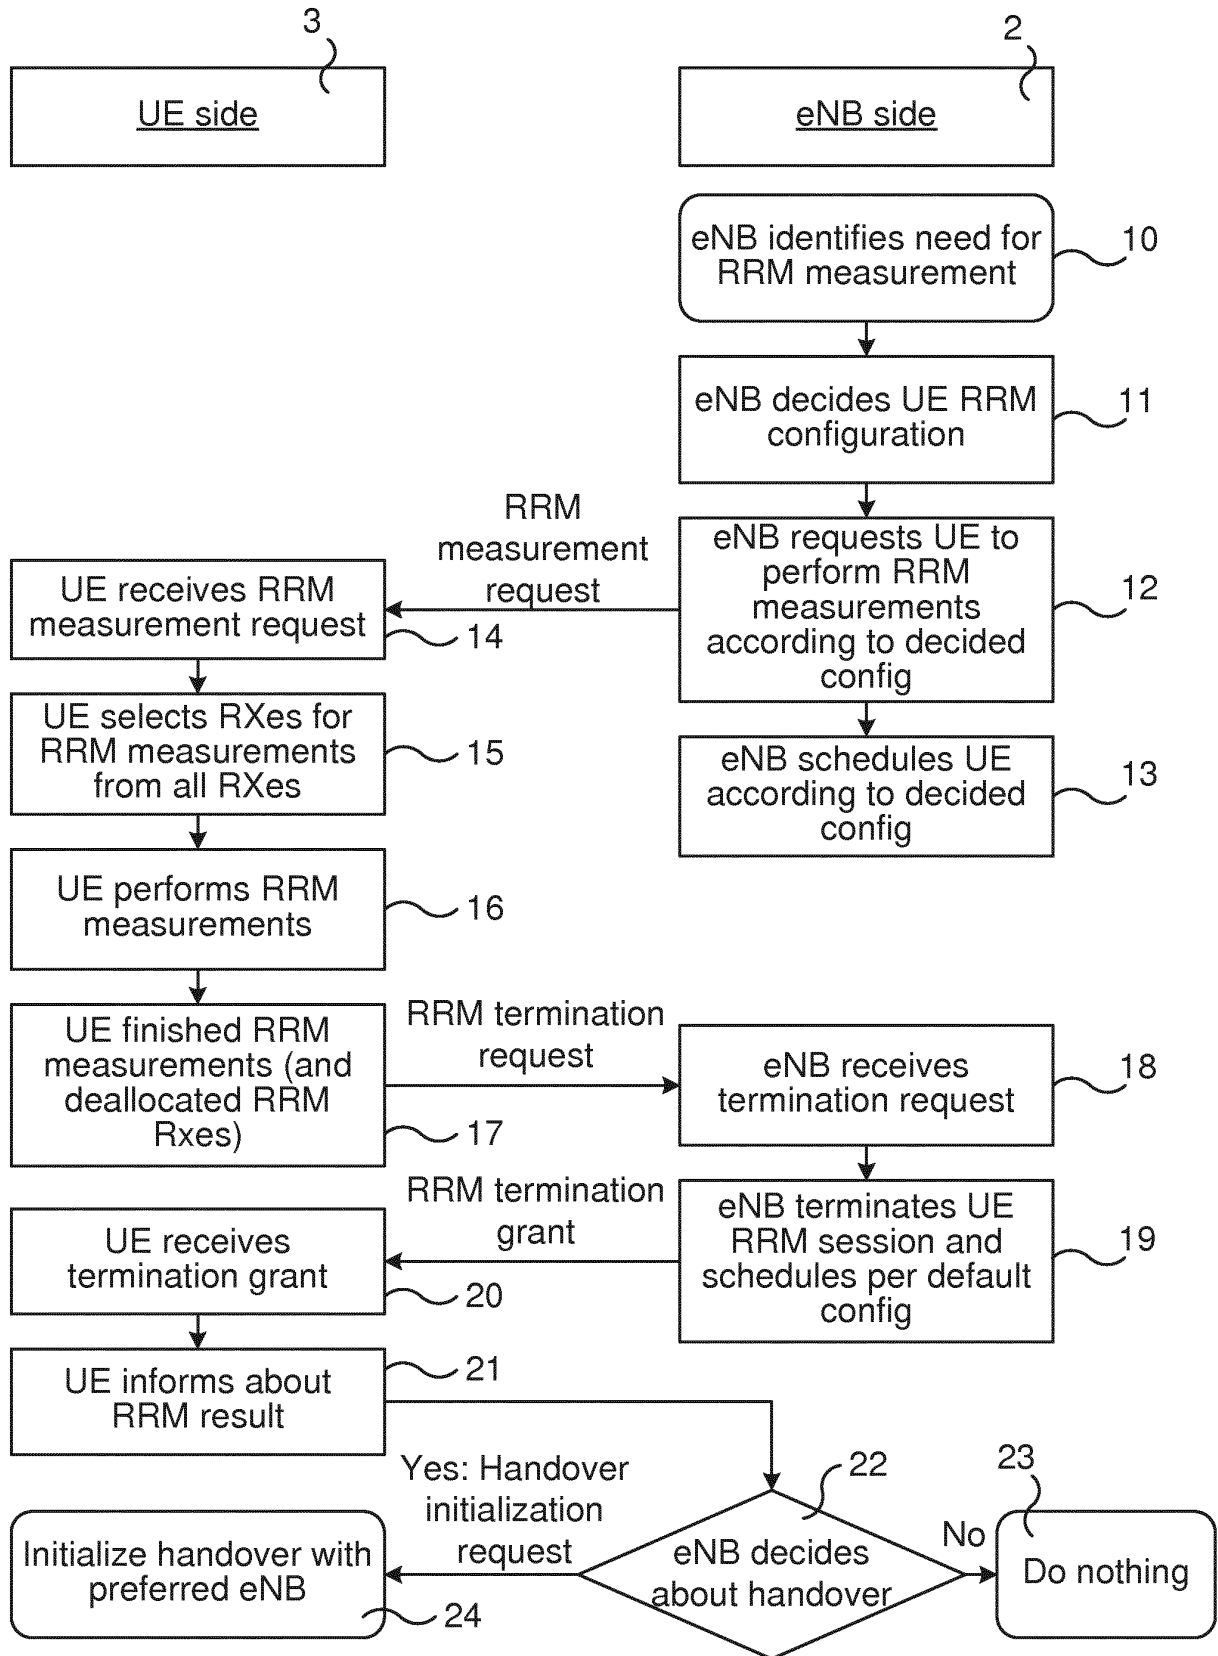 3
2
UE side
eNB side
eNB identifies need for
RRM measurement
10
eNB decides UE RRM
configuration
11
RRM
measurement
request
eNB requests UE to
perform RRM
measurements
according to decided
config
12
UE receives RRM
measurement request
14
UE selects RXes for
RRM measurements
from all RXes
15
eNB schedules UE
according to decided
config
13
UE performs RRM
measurements
16
UE finished RRM
measurements (and
deallocated RRM
Rxes)
17
RRM termination
request
eNB receives
termination request
18
RRM termination
grant
eNB terminates UE
RRM session and
schedules per default
config
19
UE receives
termination grant
20
UE informs about
RRM result
21
Yes: Handover
initialization
request
22
eNB decides
about handover
No
23
Do nothing
Initialize handover with
preferred eNB
24